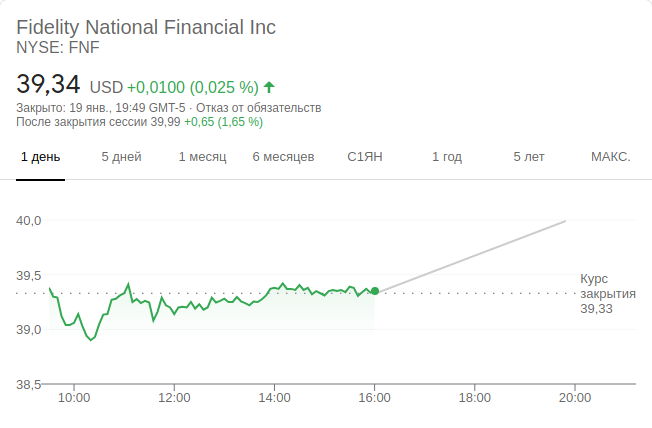 Fidelity National Financial Inc
NYSE: FNF
39,34 USD +0,0100 (0,025 %)
Закрыто: 19 янв., 19:49 GMT-5 · Отказ от обязательств
После закрытия сессии 39,99 +0,65 (1,65 %)
1 день 5 дней 1 месяц 6 месяцев С1ЯН 1 год 5 лет МАКС.
40,0
39,5
Курс
закрытия
39,33
39,0
38,5
10:00 12:00 14:00 16:00 18:00 20:00